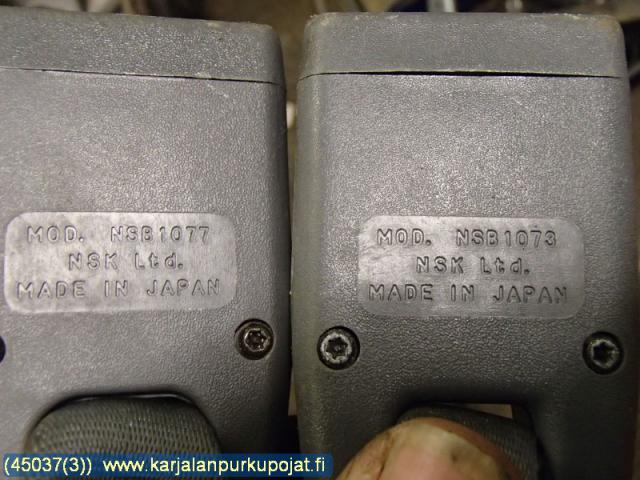 MOD. NSB1077
NSK Ltd.
MADE IN JAPAN
MOD. NSB1073
NSK Ltd.
MADE IN JAPAN
(45037(3)) www.karjalanpurkupojat.fi